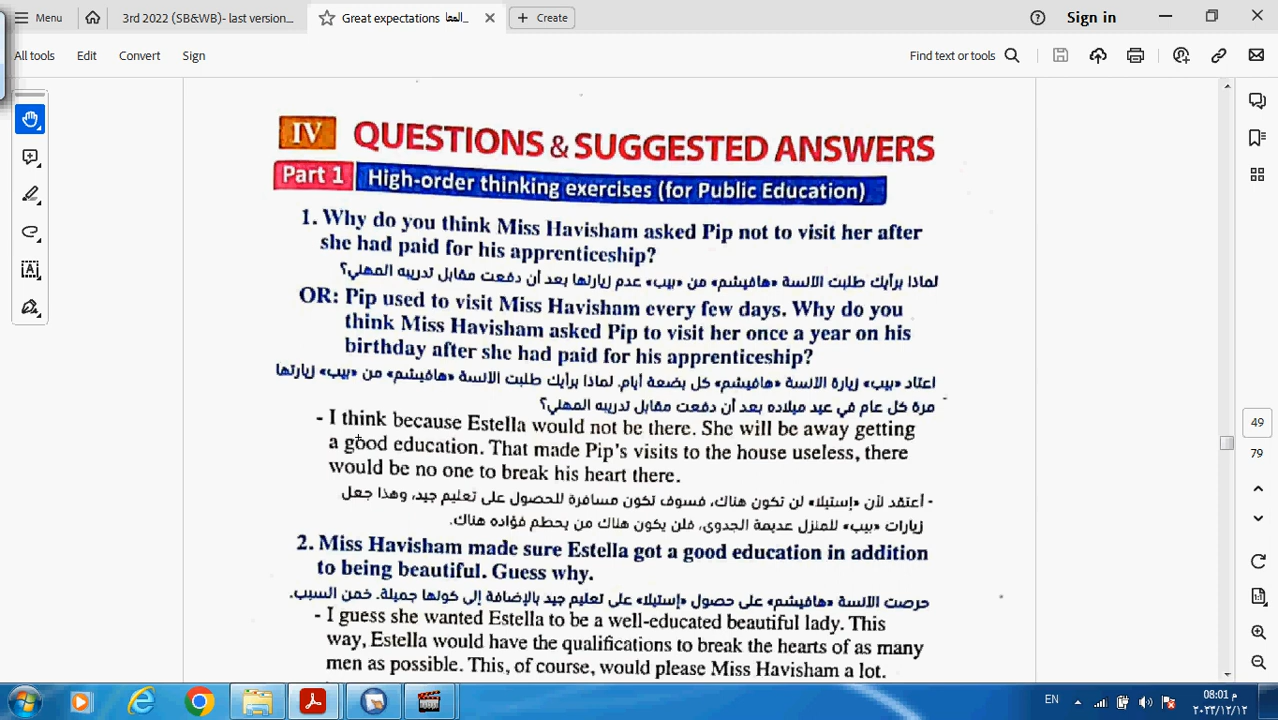 Menu
3rd 2022 (SB&WB)- last version...
Great expectations المعا...
Create
Sign in
All tools
Edit
Convert
Sign
Find text or tools
IV QUESTIONS & SUGGESTED ANSWERS
Part 1 High-order thinking exercises (for Public Education)
1. Why do you think Miss Havisham asked Pip not to visit her after
she had paid for his apprenticeship?
لماذا برأيك طلبت الآنسة «هافيشم» من «بيب» عدم زيارتها بعد أن دفعت مقابل تدريبه المهني؟
OR: Pip used to visit Miss Havisham every few days. Why do you
think Miss Havisham asked Pip to visit her once a year on his
birthday after she had paid for his apprenticeship?
اعتاد «بيب» زيارة الآنسة «هافيشم» كل بضعة أيام. لماذا برأيك طلبت الآنسة «هافيشم» من «بيب» زيارتها
مرة كل عام في عيد ميلاده بعد أن دفعت مقابل تدريبه المهني؟
- I think because Estella would not be there. She will be away getting
a good education. That made Pip's visits to the house useless, there
would be no one to break his heart there.
- أعتقد لأن «إستيلا» لن تكون هناك، فسوف تكون مسافرة للحصول على تعليم جيد، وهذا جعل
زيارات «بيب» للمنزل عديمة الجدوى، فلن يكون هناك من يحطم فؤاده هناك.
2. Miss Havisham made sure Estella got a good education in addition
to being beautiful. Guess why.
حرصت الآنسة «هافيشم» على حصول «إستيلا» على تعليم جيد بالإضافة إلى كونها جميلة. خمن السبب.
- I guess she wanted Estella to be a well-educated beautiful lady. This
way, Estella would have the qualifications to break the hearts of as many
men as possible. This, of course, would please Miss Havisham a lot.
49
79
EN
08:01 م
٢٠٢٣/١٢/١٢